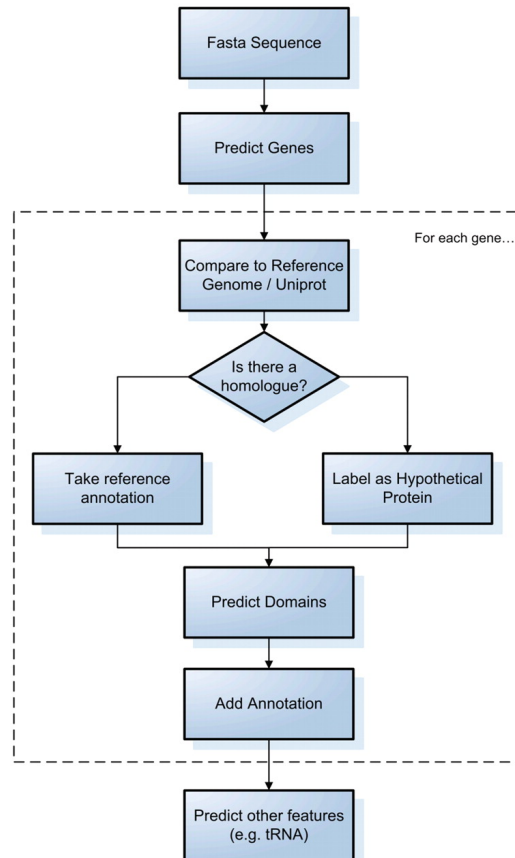 Fasta Sequence
Predict Genes
For each gene...
Compare to Reference
Genome / Uniprot
Is there a
homologue?
Take reference
annotation
Label as Hypothetical
Protein
Predict Domains
Add Annotation
Predict other features
(e.g. tRNA)